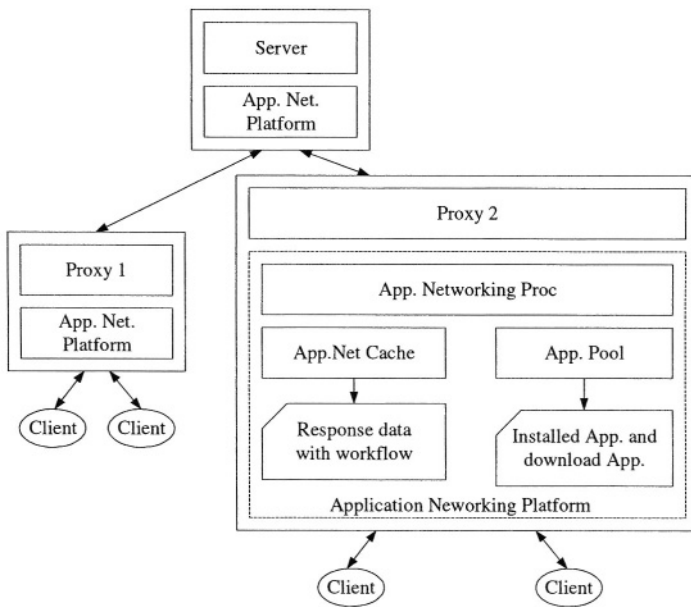 Server
App. Net.
Platform
Proxy 2
Proxy 1
App. Net.
Platform
App. Networking Proc
App.Net Cache
App. Pool
Response data
with workflow
Installed App. and
download App.
Application Neworking Platform
Client
Client
Client
Client